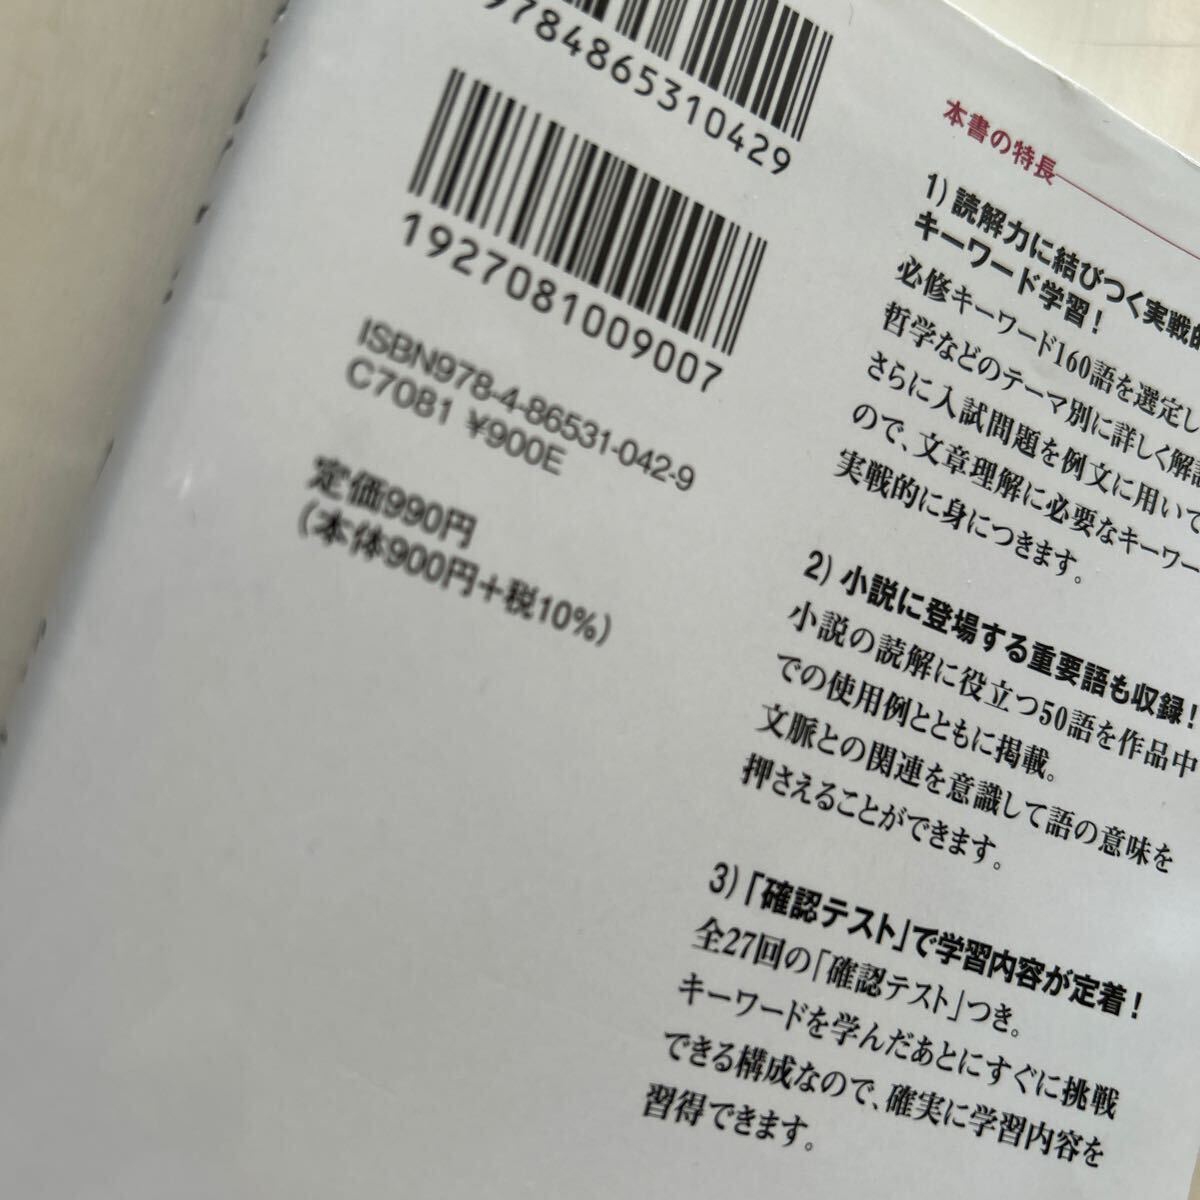 9784865310429
1927081009007
ISBN978-4-86531-042-9
C7081 ¥900E
定価990円
(本体900円+税10%)
本書の特長
1) 読解力に結びつく実戦的
キーワード学習!
必修キーワード160語を選定し
哲学などのテーマ別に詳しく解説
さらに入試問題を例文に用いて
ので、文章理解に必要なキーワー
実戦的に身につきます。
2) 小説に登場する重要語も収録!
小説の読解に役立つ50語を作品中
での使用例とともに掲載。
文脈との関連を意識して語の意味を
押さえることができます。
3) 「確認テスト」で学習内容が定着!
全27回の「確認テスト」つき。
キーワードを学んだあとにすぐに挑戦
できる構成なので、確実に学習内容を
習得できます。